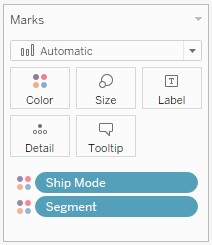 Marks
Automatic
Color Size Label
Detail Tooltip
Ship Mode
Segment